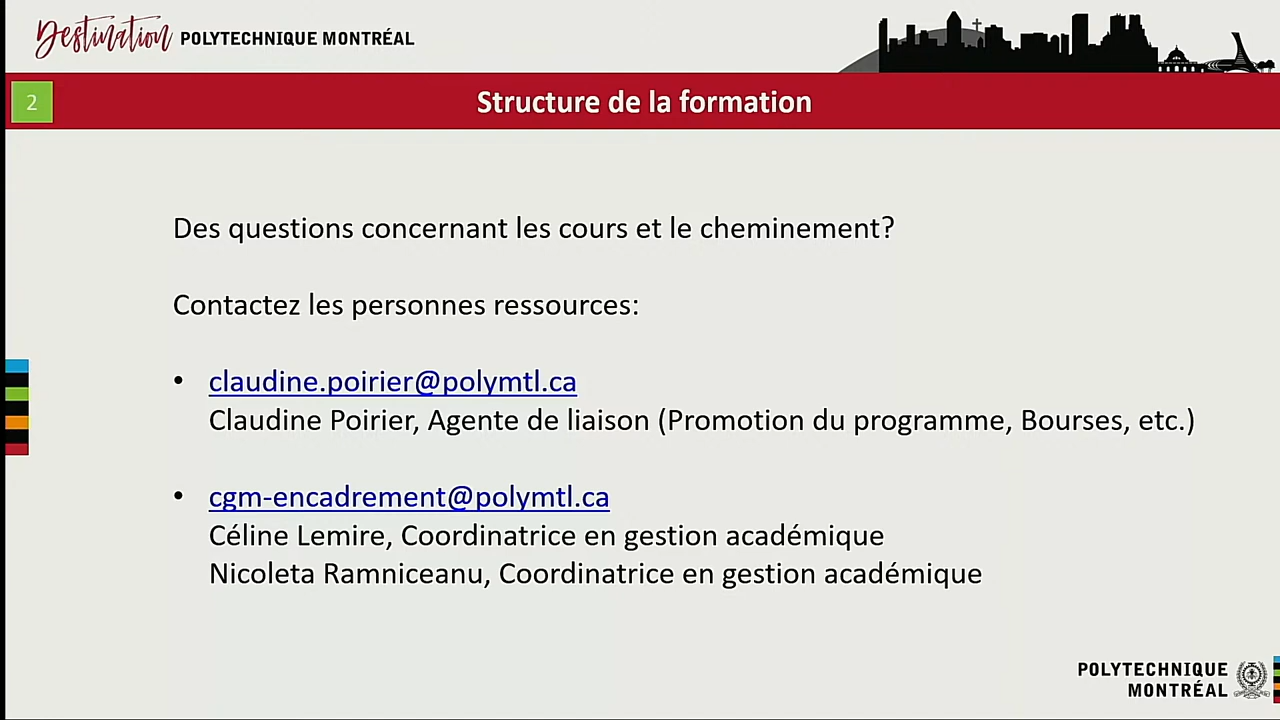 Destination POLYTECHNIQUE MONTRÉAL
2
Structure de la formation
Des questions concernant les cours et le cheminement?
Contactez les personnes ressources:
• claudine.poirier@polymtl.ca
Claudine Poirier, Agente de liaison (Promotion du programme, Bourses, etc.)
• cgm-encadrement@polymtl.ca
Céline Lemire, Coordinatrice en gestion académique
Nicoleta Ramniceanu, Coordinatrice en gestion académique
POLYTECHNIQUE
MONTRÉAL